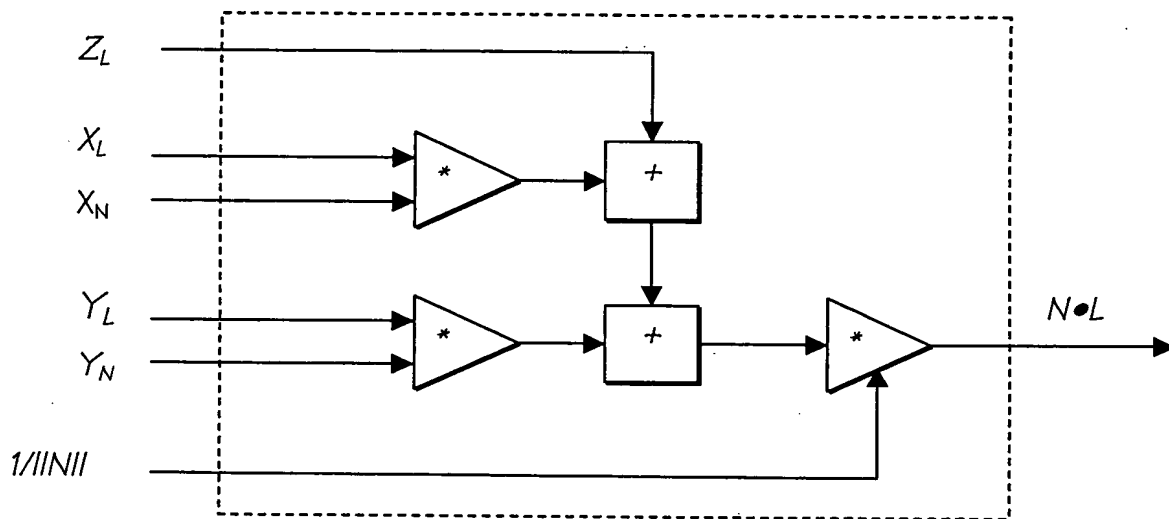 Z_L
X_L
*
+
X_N
Y_L
*
+
*
N●L
Y_N
1/||N||